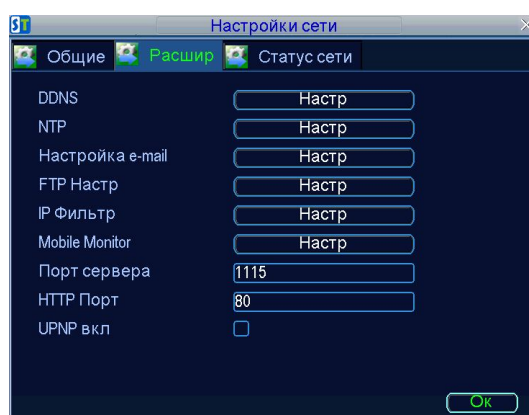 ST Настройки сети
Общие Расшир Статус сети
DDNS Настр
NTP Настр
Настройка e-mail Настр
FTP Настр Настр
IP Фильтр Настр
Mobile Monitor Настр
Порт сервера 1115
HTTP Порт 80
UPNP вкл
Ок